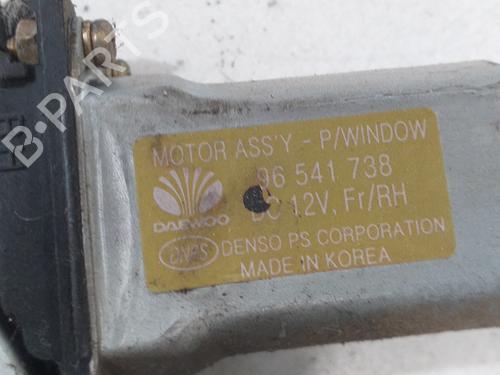 MOTOR ASS'Y - P/WINDOW
96 541 738
DC 12V, Fr/RH
DAEWOO
DNPS DENSO PS CORPORATION
MADE IN KOREA
B-PARTS